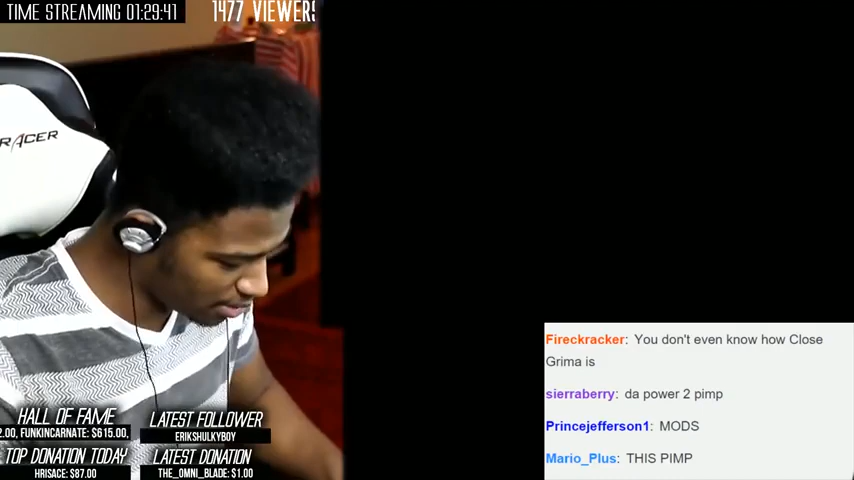 TIME STREAMING 01:29:41
1477 VIEWERS
RACER
Fireckracker: You don't even know how Close
Grima is
sierraberry: da power 2 pimp
Princejefferson1: MODS
Mario_Plus: THIS PIMP
HALL OF FAME
2.00, FUNKINCARNATE: $615.00,
LATEST FOLLOWER
ERIKSHULKYBOY
TOP DONATION TODAY
HRISACE: $87.00
LATEST DONATION
THE_OMNI_BLADE: $1.00